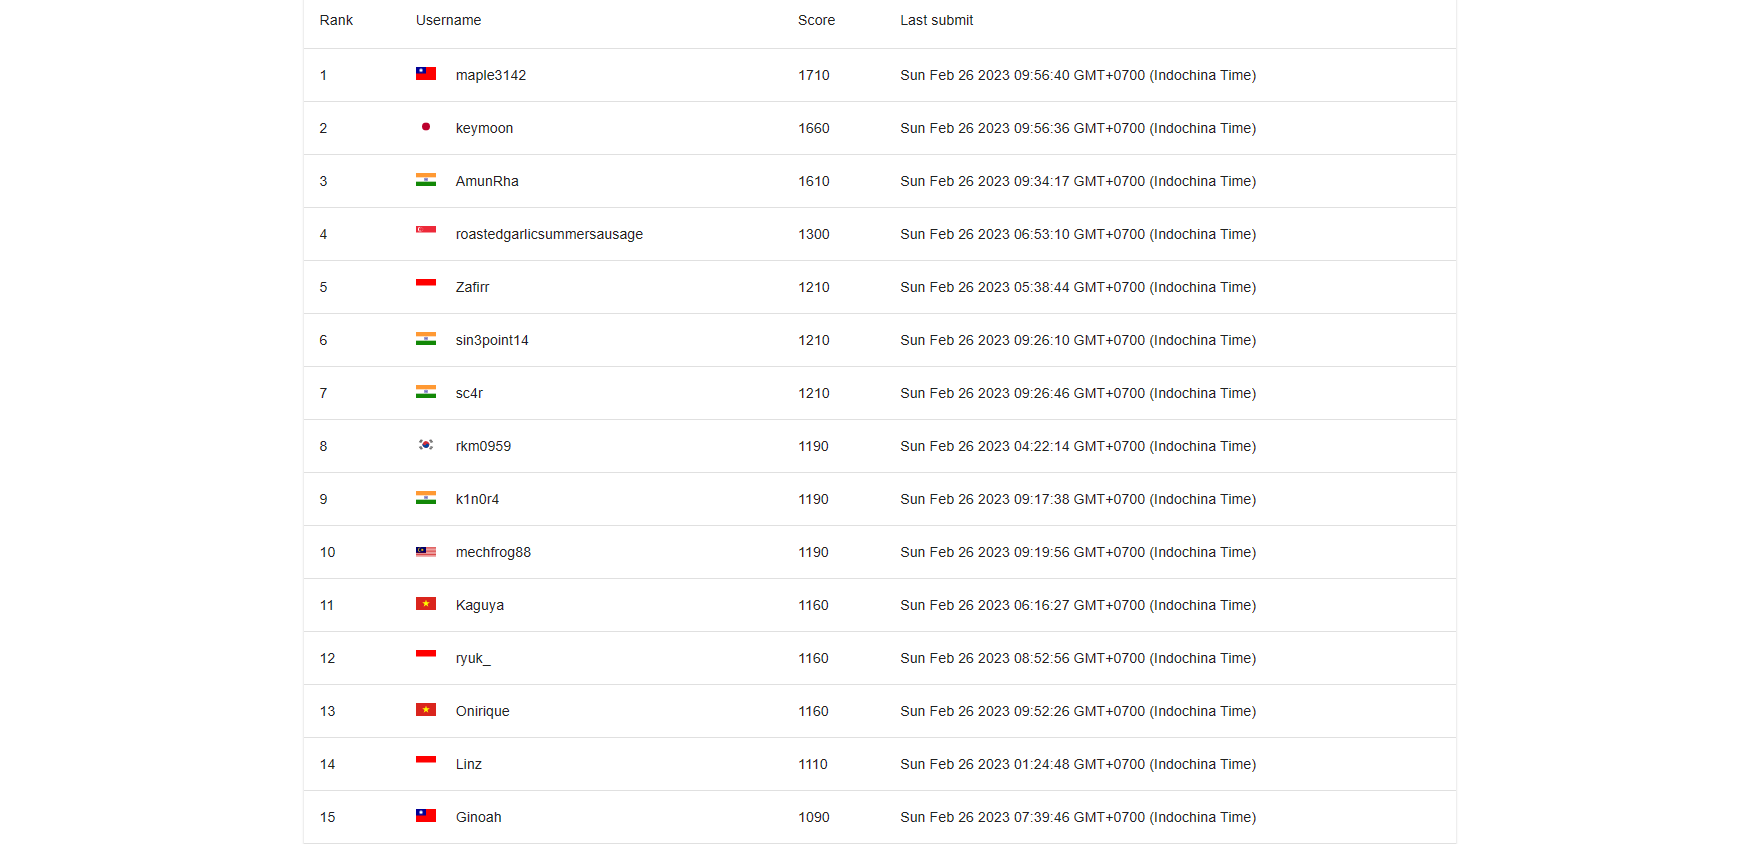 Rank Username Score Last submit
1 maple3142 1710 Sun Feb 26 2023 09:56:40 GMT+0700 (Indochina Time)
2 keymoon 1660 Sun Feb 26 2023 09:56:36 GMT+0700 (Indochina Time)
3 AmunRha 1610 Sun Feb 26 2023 09:34:17 GMT+0700 (Indochina Time)
4 roastedgarlicsummersausage 1300 Sun Feb 26 2023 06:53:10 GMT+0700 (Indochina Time)
5 Zafirr 1210 Sun Feb 26 2023 05:38:44 GMT+0700 (Indochina Time)
6 sin3point14 1210 Sun Feb 26 2023 09:26:10 GMT+0700 (Indochina Time)
7 sc4r 1210 Sun Feb 26 2023 09:26:46 GMT+0700 (Indochina Time)
8 rkm0959 1190 Sun Feb 26 2023 04:22:14 GMT+0700 (Indochina Time)
9 k1n0r4 1190 Sun Feb 26 2023 09:17:38 GMT+0700 (Indochina Time)
10 mechfrog88 1190 Sun Feb 26 2023 09:19:56 GMT+0700 (Indochina Time)
11 Kaguya 1160 Sun Feb 26 2023 06:16:27 GMT+0700 (Indochina Time)
12 ryuk_ 1160 Sun Feb 26 2023 08:52:56 GMT+0700 (Indochina Time)
13 Onirique 1160 Sun Feb 26 2023 09:52:26 GMT+0700 (Indochina Time)
14 Linz 1110 Sun Feb 26 2023 01:24:48 GMT+0700 (Indochina Time)
15 Ginoah 1090 Sun Feb 26 2023 07:39:46 GMT+0700 (Indochina Time)